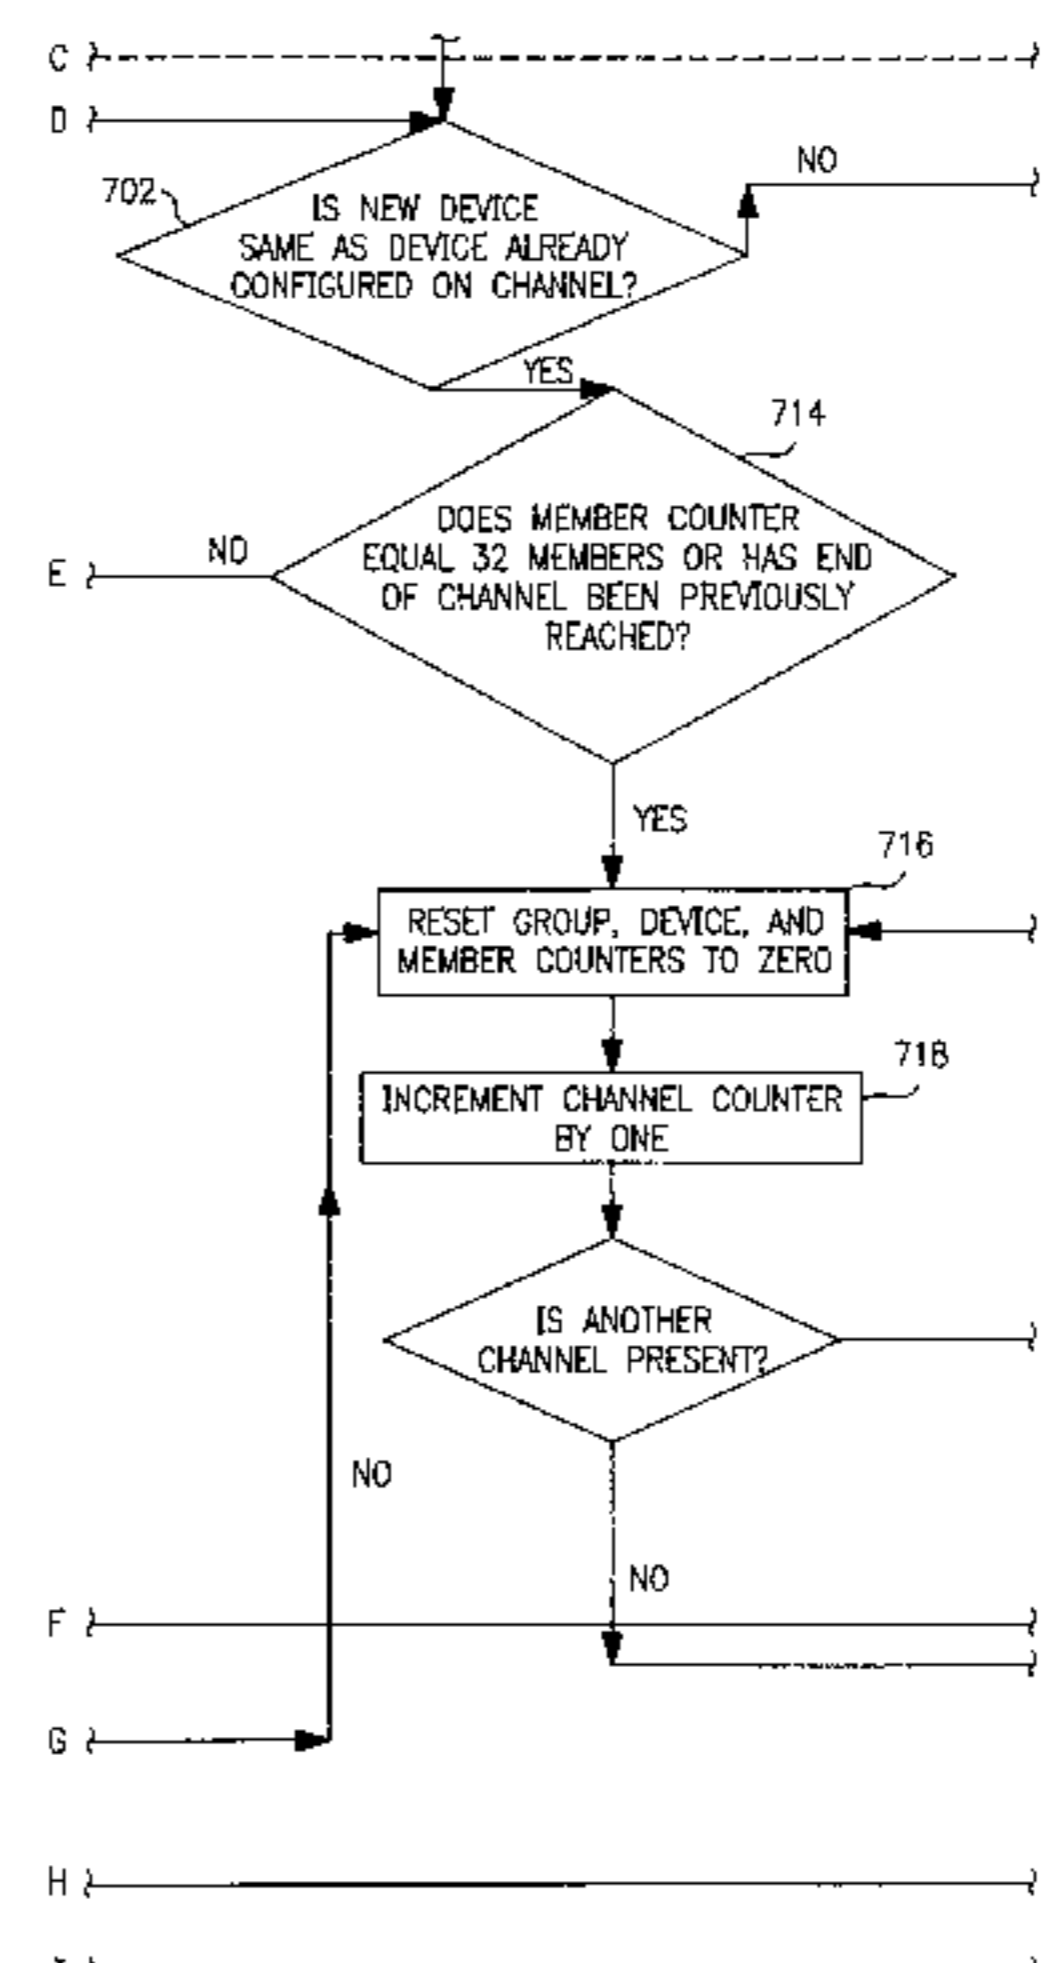 C
D
NO
702
IS NEW DEVICE
SAME AS DEVICE ALREADY
CONFIGURED ON CHANNEL?
YES
714
DOES MEMBER COUNTER
EQUAL 32 MEMBERS OR HAS END
OF CHANNEL BEEN PREVIOUSLY
REACHED?
NO
E
YES
716
RESET GROUP, DEVICE, AND
MEMBER COUNTERS TO ZERO
718
INCREMENT CHANNEL COUNTER
BY ONE
IS ANOTHER
CHANNEL PRESENT?
NO
NO
F
G
H